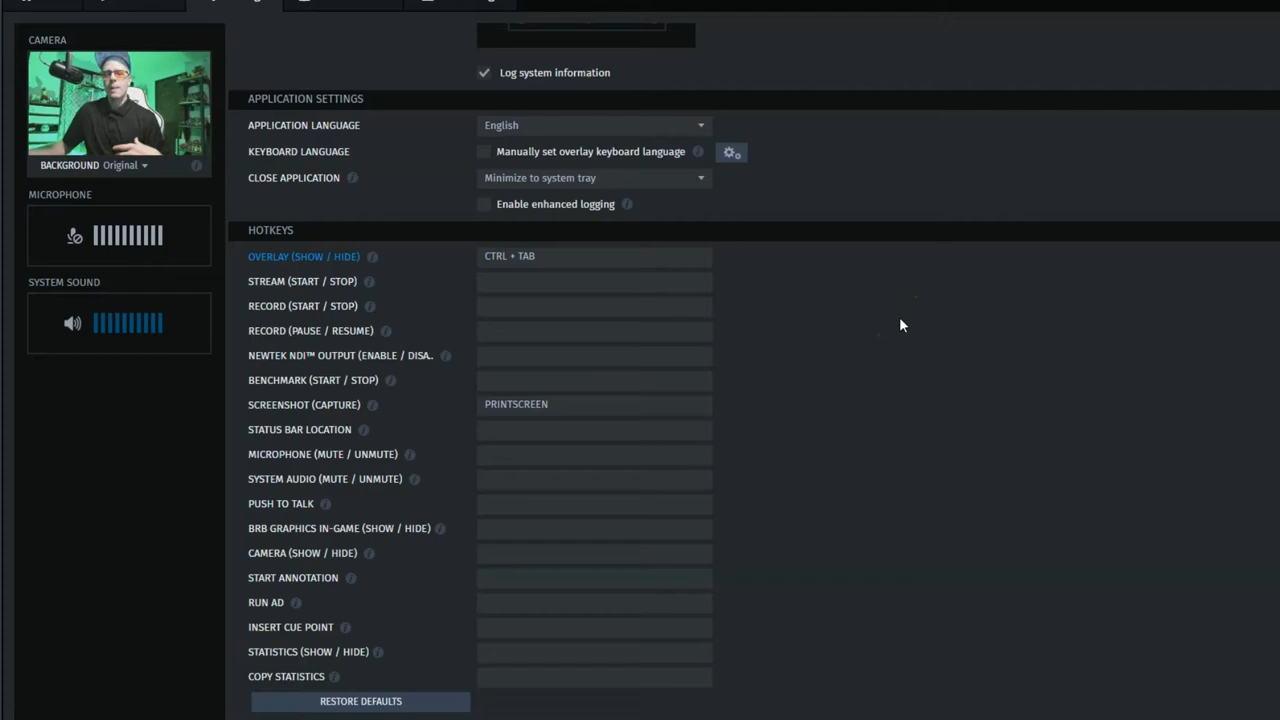 CAMERA
BACKGROUND Original
MICROPHONE
SYSTEM SOUND
Log system information
APPLICATION SETTINGS
APPLICATION LANGUAGE English
KEYBOARD LANGUAGE Manually set overlay keyboard language
CLOSE APPLICATION Minimize to system tray
Enable enhanced logging
HOTKEYS
OVERLAY (SHOW / HIDE) CTRL + TAB
STREAM (START / STOP)
RECORD (START / STOP)
RECORD (PAUSE / RESUME)
NEWTEK NDI™ OUTPUT (ENABLE / DISA..
BENCHMARK (START / STOP)
SCREENSHOT (CAPTURE) PRINTSCREEN
STATUS BAR LOCATION
MICROPHONE (MUTE / UNMUTE)
SYSTEM AUDIO (MUTE / UNMUTE)
PUSH TO TALK
BRB GRAPHICS IN-GAME (SHOW / HIDE)
CAMERA (SHOW / HIDE)
START ANNOTATION
RUN AD
INSERT CUE POINT
STATISTICS (SHOW / HIDE)
COPY STATISTICS
RESTORE DEFAULTS